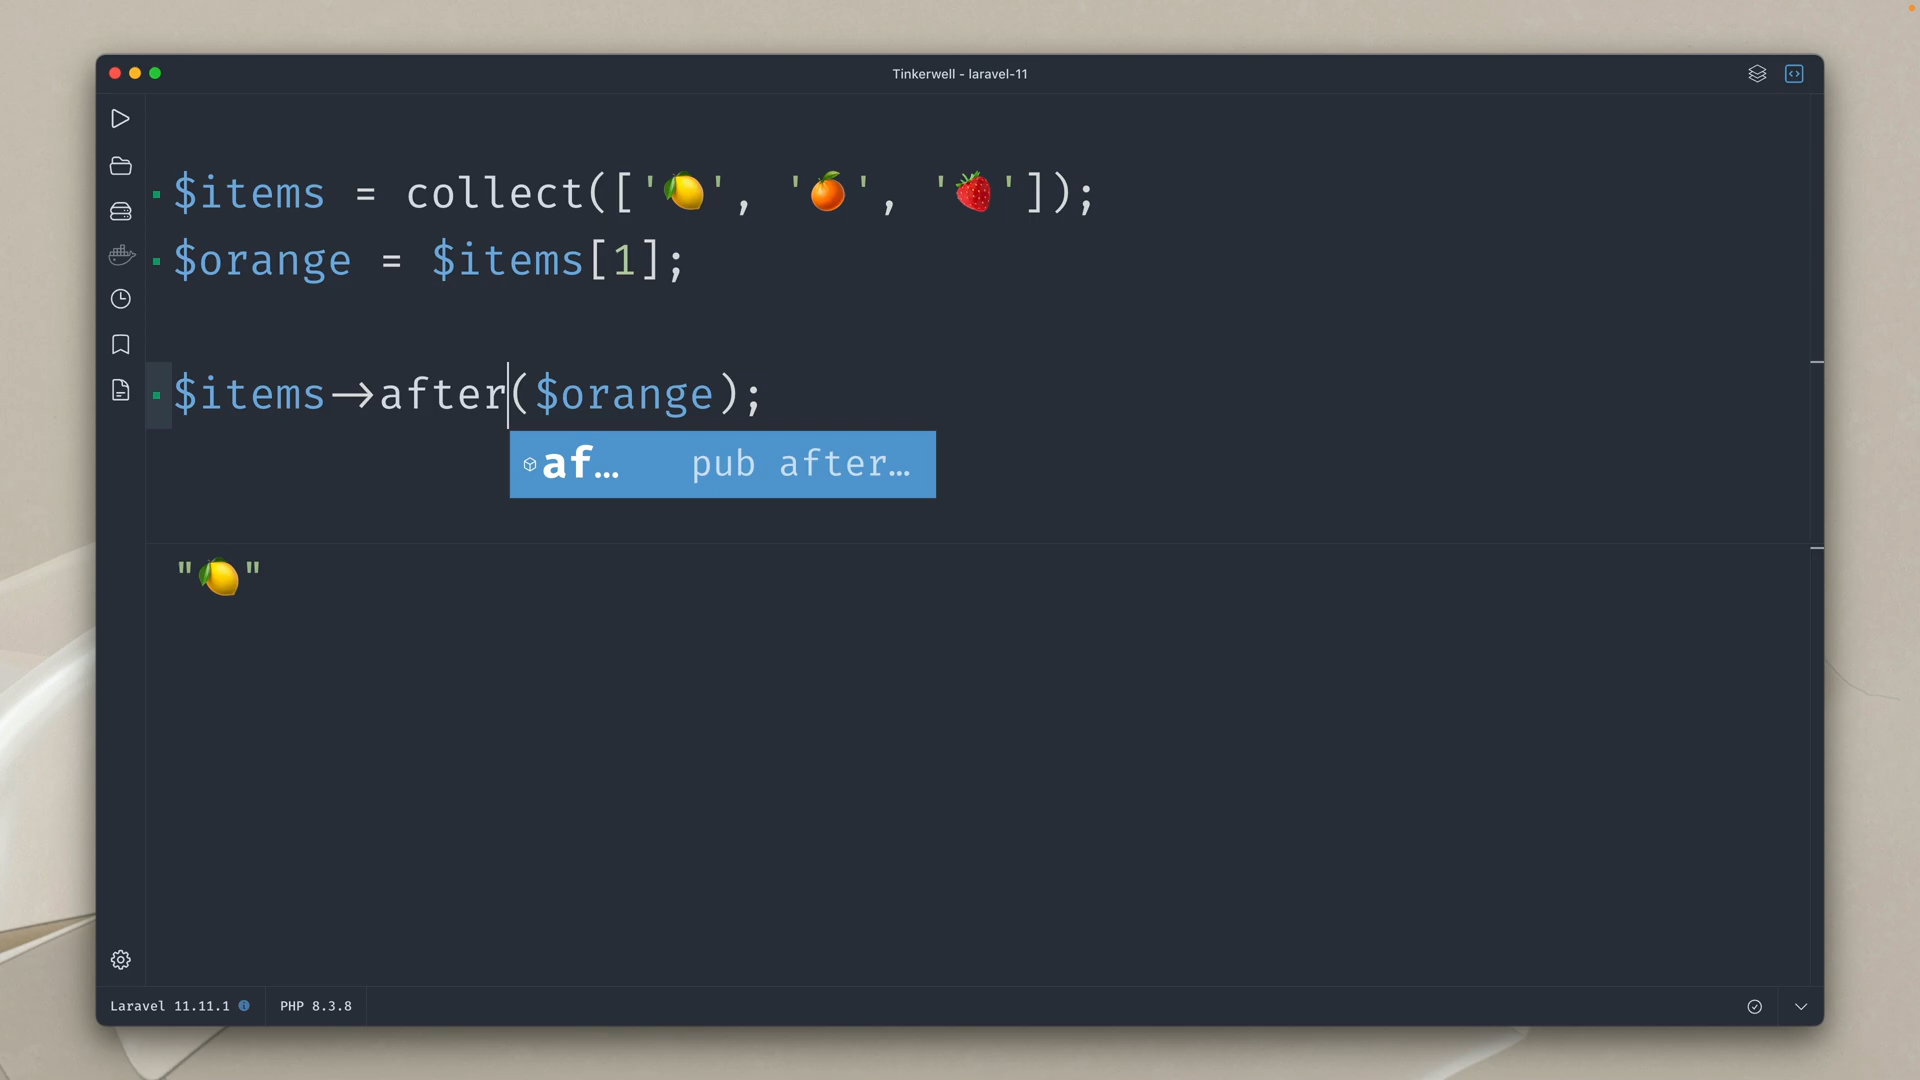 Tinkerwell - laravel-11
$items = collect(['🍋', '🍊', '🍓']);
$orange = $items[1];
$items->after($orange);
af… pub after…
"🍋"
Laravel 11.11.1 PHP 8.3.8